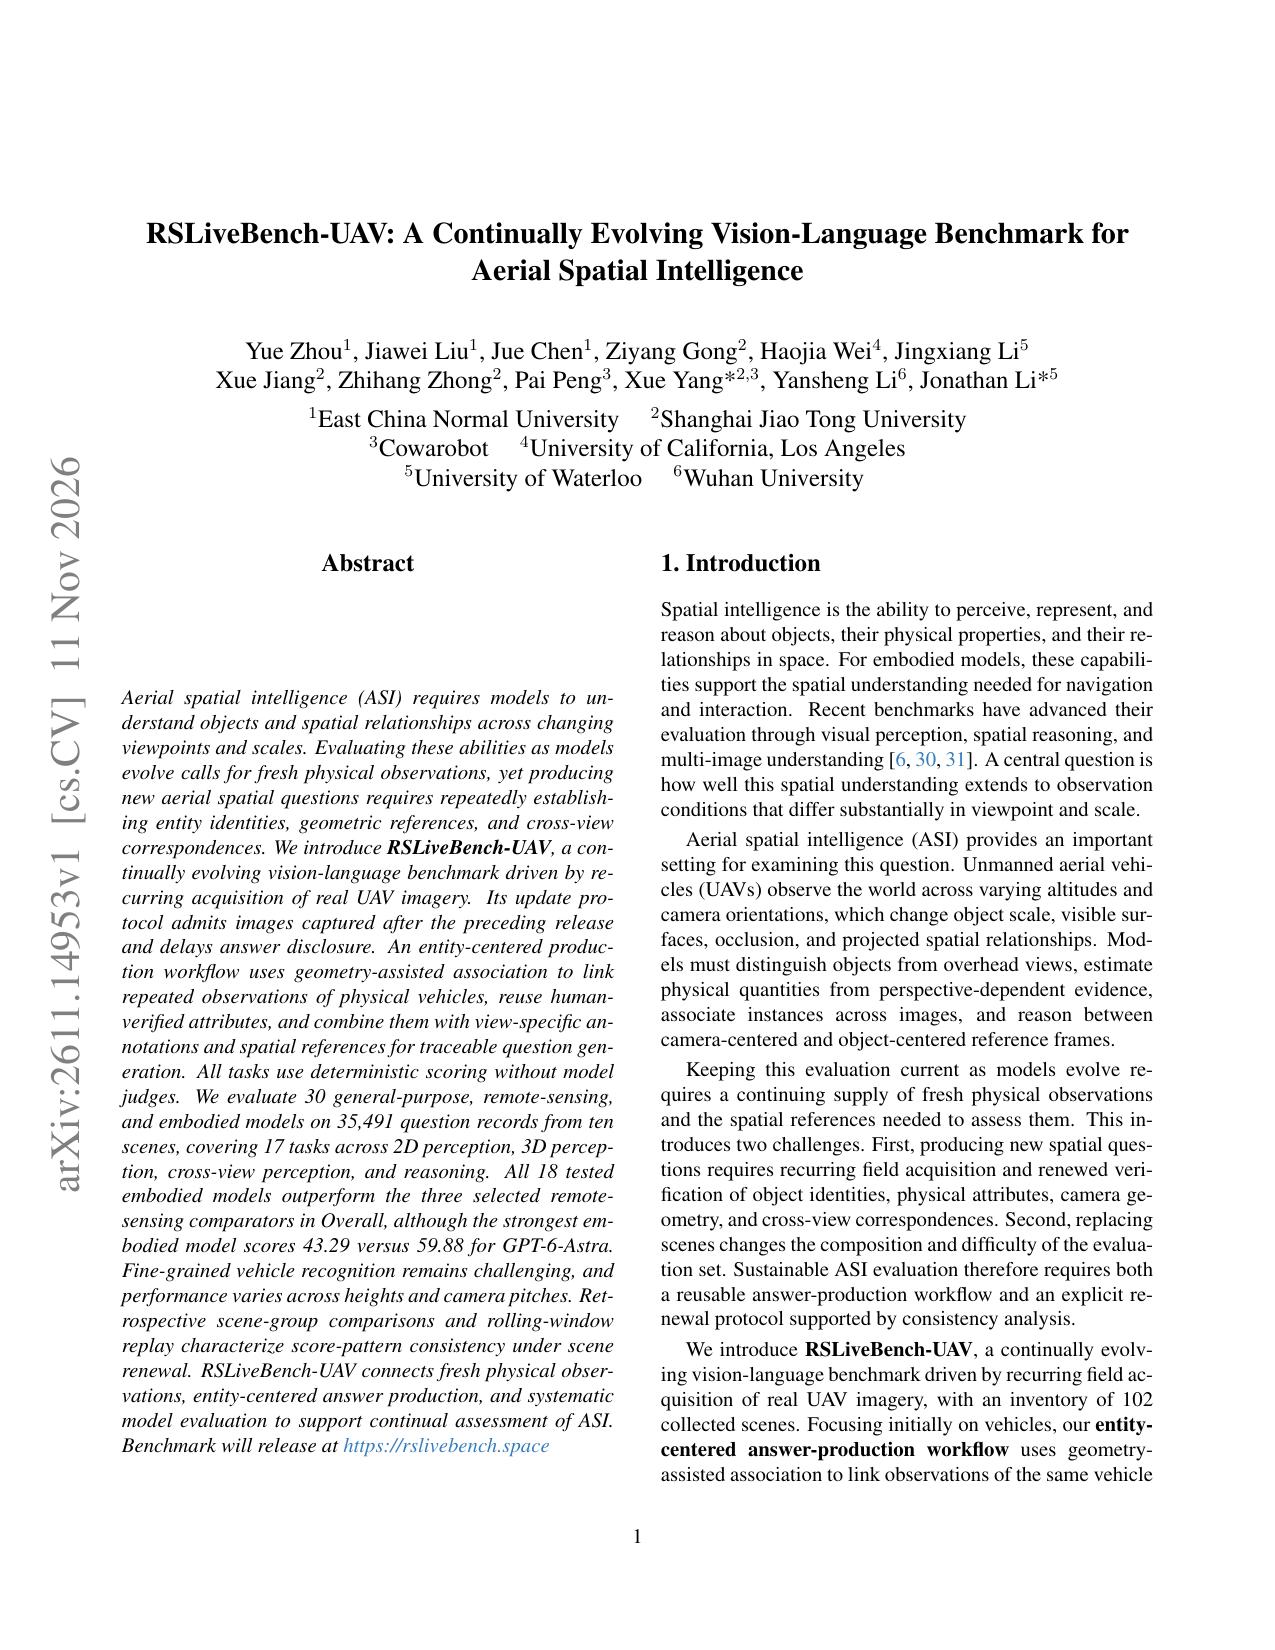 RSLiveBench-UAV: A Continually Evolving Vision-Language Benchmark for
Aerial Spatial Intelligence
Yue Zhou1, Jiawei Liu1, Jue Chen1, Ziyang Gong2, Haojia Wei4, Jingxiang Li5
Xue Jiang2, Zhihang Zhong2, Pai Peng3, Xue Yang*2,3, Yansheng Li6, Jonathan Li*5
1East China Normal University 2Shanghai Jiao Tong University
3Cowarobot 4University of California, Los Angeles
5University of Waterloo 6Wuhan University
arXiv:2611.14953v1 [cs.CV] 11 Nov 2026
Abstract
Aerial spatial intelligence (ASI) requires models to un-
derstand objects and spatial relationships across changing
viewpoints and scales. Evaluating these abilities as models
evolve calls for fresh physical observations, yet producing
new aerial spatial questions requires repeatedly establish-
ing entity identities, geometric references, and cross-view
correspondences. We introduce RSLiveBench-UAV, a con-
tinually evolving vision-language benchmark driven by re-
curring acquisition of real UAV imagery. Its update pro-
tocol admits images captured after the preceding release
and delays answer disclosure. An entity-centered produc-
tion workflow uses geometry-assisted association to link
repeated observations of physical vehicles, reuse human-
verified attributes, and combine them with view-specific an-
notations and spatial references for traceable question gen-
eration. All tasks use deterministic scoring without model
judges. We evaluate 30 general-purpose, remote-sensing,
and embodied models on 35,491 question records from ten
scenes, covering 17 tasks across 2D perception, 3D percep-
tion, cross-view perception, and reasoning. All 18 tested
embodied models outperform the three selected remote-
sensing comparators in Overall, although the strongest em-
bodied model scores 43.29 versus 59.88 for GPT-6-Astra.
Fine-grained vehicle recognition remains challenging, and
performance varies across heights and camera pitches. Ret-
rospective scene-group comparisons and rolling-window
replay characterize score-pattern consistency under scene
renewal. RSLiveBench-UAV connects fresh physical obser-
vations, entity-centered answer production, and systematic
model evaluation to support continual assessment of ASI.
Benchmark will release at https://rslivebench.space
1. Introduction
Spatial intelligence is the ability to perceive, represent, and
reason about objects, their physical properties, and their re-
lationships in space. For embodied models, these capabili-
ties support the spatial understanding needed for navigation
and interaction. Recent benchmarks have advanced their
evaluation through visual perception, spatial reasoning, and
multi-image understanding [6, 30, 31]. A central question is
how well this spatial understanding extends to observation
conditions that differ substantially in viewpoint and scale.
Aerial spatial intelligence (ASI) provides an important
setting for examining this question. Unmanned aerial vehi-
cles (UAVs) observe the world across varying altitudes and
camera orientations, which change object scale, visible sur-
faces, occlusion, and projected spatial relationships. Mod-
els must distinguish objects from overhead views, estimate
physical quantities from perspective-dependent evidence,
associate instances across images, and reason between
camera-centered and object-centered reference frames.
Keeping this evaluation current as models evolve re-
quires a continuing supply of fresh physical observations
and the spatial references needed to assess them. This in-
troduces two challenges. First, producing new spatial ques-
tions requires recurring field acquisition and renewed veri-
fication of object identities, physical attributes, camera ge-
ometry, and cross-view correspondences. Second, replacing
scenes changes the composition and difficulty of the evalua-
tion set. Sustainable ASI evaluation therefore requires both
a reusable answer-production workflow and an explicit re-
newal protocol supported by consistency analysis.
We introduce RSLiveBench-UAV, a continually evolv-
ing vision-language benchmark driven by recurring field ac-
quisition of real UAV imagery, with an inventory of 102
collected scenes. Focusing initially on vehicles, our entity-
centered answer-production workflow uses geometry-
assisted association to link observations of the same vehicle
1